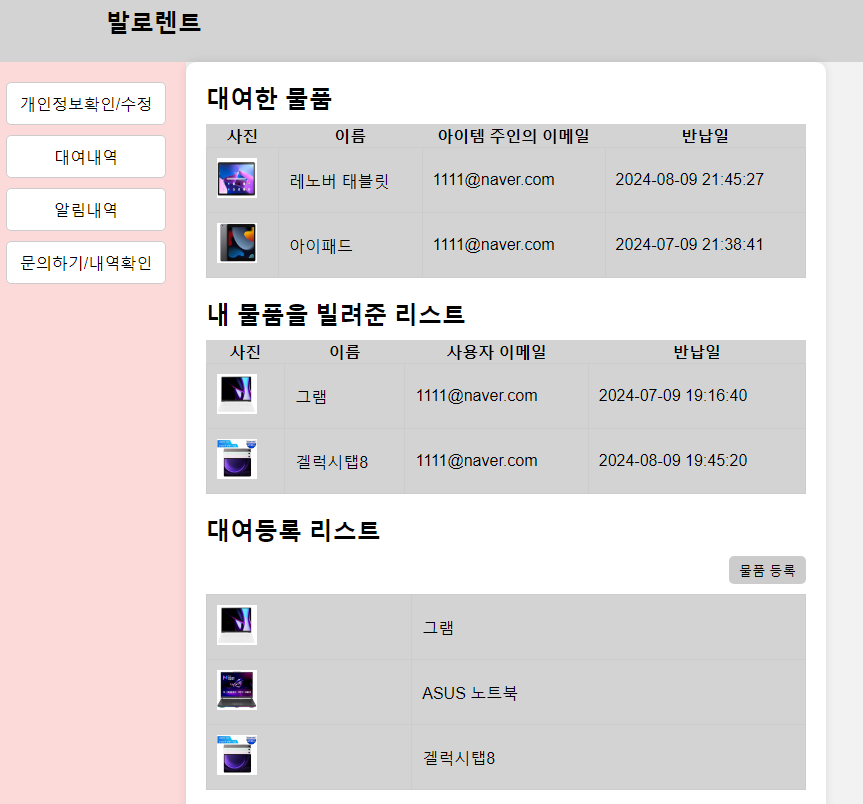 발로렌트
개인정보확인/수정
대여내역
알림내역
문의하기/내역확인
대여한 물품
사진 이름 아이템 주인의 이메일 반납일
레노버 태블릿 1111@naver.com 2024-08-09 21:45:27
아이패드 1111@naver.com 2024-07-09 21:38:41
내 물품을 빌려준 리스트
사진 이름 사용자 이메일 반납일
그램 1111@naver.com 2024-07-09 19:16:40
겔럭시탭8 1111@naver.com 2024-08-09 19:45:20
대여등록 리스트
물품 등록
그램
ASUS 노트북
겔럭시탭8